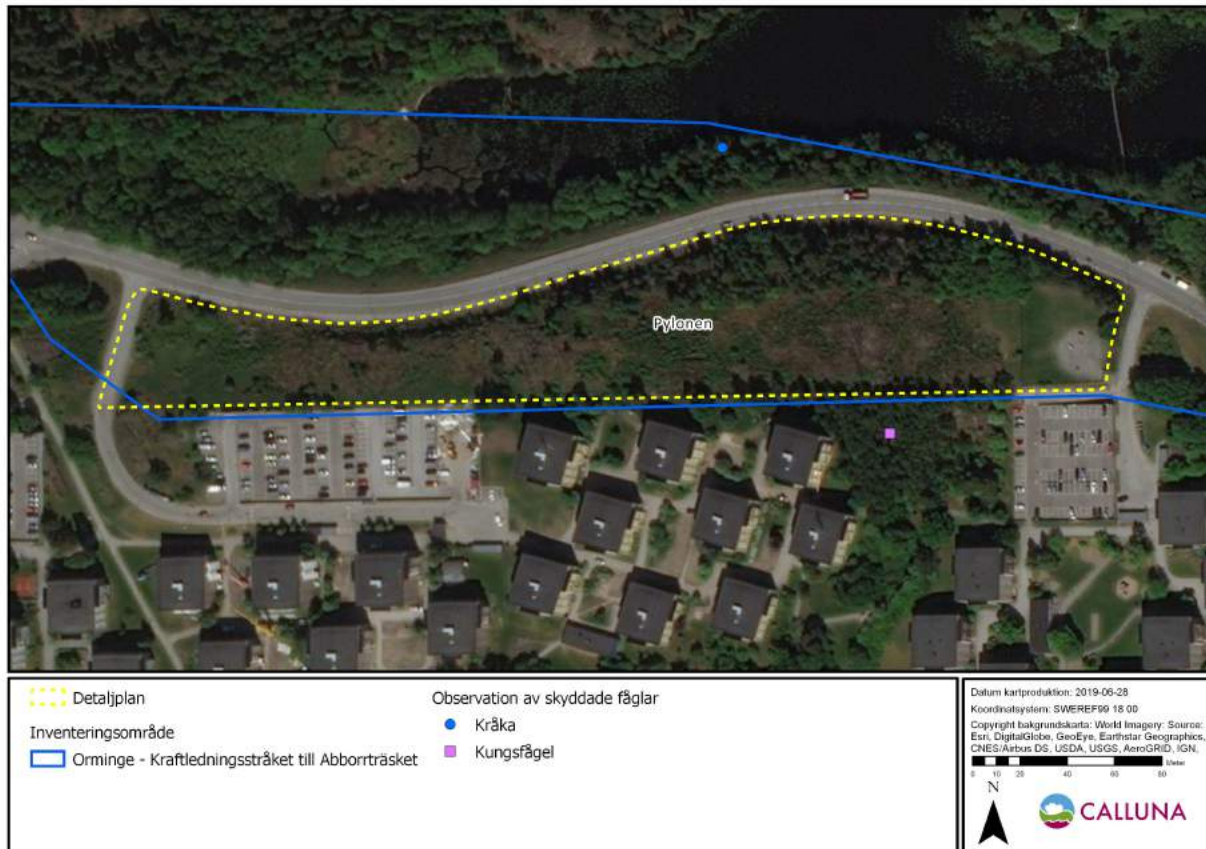 Pylonen
Detaljplan
Inventeringsområde
Orminge - Kraftledningsstråket till Abborrträsket
Observation av skyddade fåglar
Kråka
Kungsfågel
Datum kartproduktion: 2019-06-28
Koordinatsystem: SWEREF99 18 00
Copyright bakgrundskarta: World Imagery: Source:
Esri, DigitalGlobe, GeoEye, Earthstar Geographics,
CNES/Airbus DS, USDA, USGS, AeroGRID, IGN,
Meter
0 10 20 40 60 80
N
CALLUNA